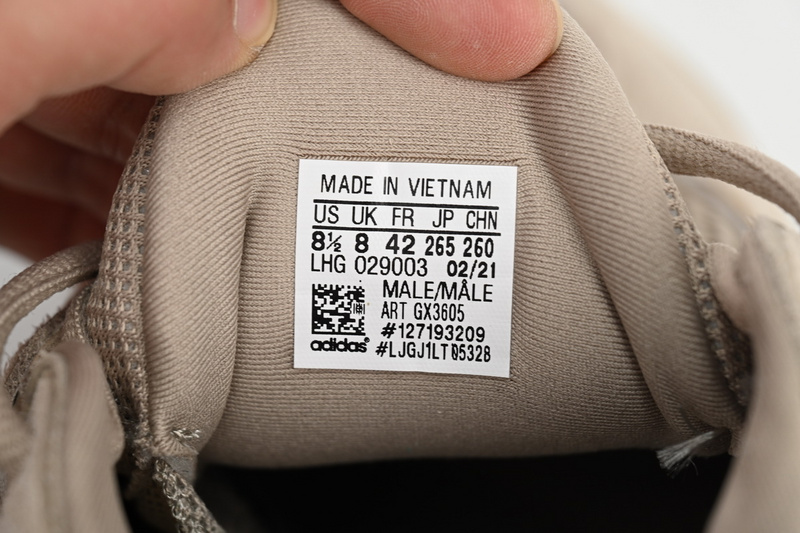 MADE IN VIETNAM
US UK FR JP CHN
8½ 8 42 265 260
LHG 029003 02/21
MALE/MÂLE
ART GX3605
#127193209
adidas #LJGJ1LT05328